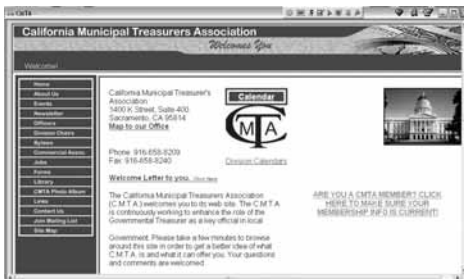 CMTA
California Municipal Treasurers Association
Welcomes You
Welcome!
Home
About Us
Events
Newsletter
Officers
Division Chairs
Bylaws
Commercial Assoc.
Jobs
Forms
Library
CMTA Photo Album
Links
Contact Us
Join Mailing List
Site Map
California Municipal Treasurer's
Association
1400 K Street, Suite 400
Sacramento, CA 95814
Map to our Office
Phone: 916-658-8209
Fax: 916-658-8240
Welcome Letter to you. Click Here
The California Municipal Treasurers Association
(C.M.T.A.) welcomes you to its web site. The C.M.T.A.
is continuously working to enhance the role of the
Governmental Treasurer as a key official in local
Government. Please take a few minutes to browse
around this site in order to get a better idea of what
C.M.T.A. is and what it can offer you. Your questions
and comments are welcomed.
Calendar
CMTA
Division Calendars
ARE YOU A CMTA MEMBER? CLICK
HERE TO MAKE SURE YOUR
MEMBERSHIP INFO IS CURRENT!